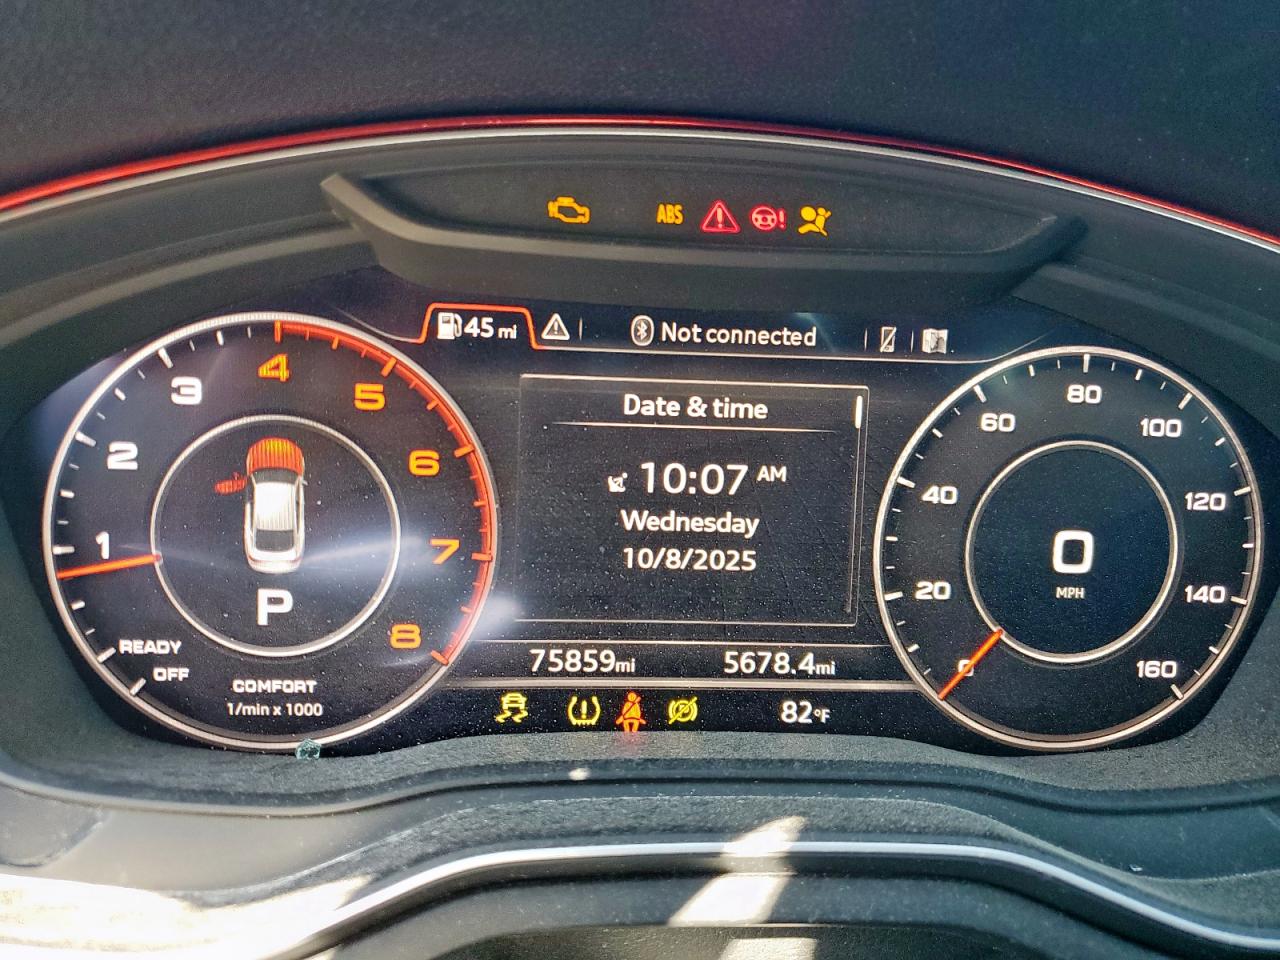 ABS
45 mi
Not connected
Date & time
10:07 AM
Wednesday
10/8/2025
75859mi
5678.4mi
82°F
1
2
3
4
5
6
7
8
P
READY
OFF
COMFORT
1/min x 1000
0
20
40
60
80
100
120
140
160
0
MPH